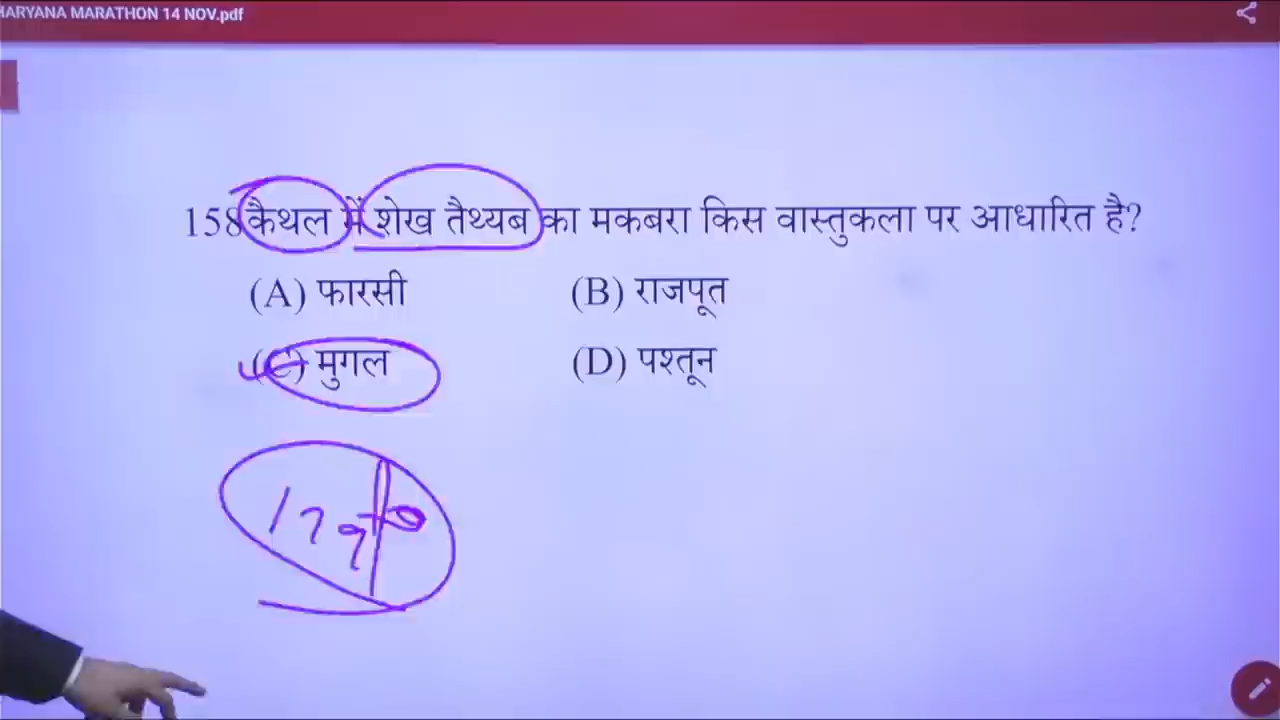 HARYANA MARATHON 14 NOV.pdf
158 कैथल में शेख तैय्यब का मकबरा किस वास्तुकला पर आधारित है?
(A) फारसी (B) राजपूत
(C) मुगल (D) पश्तून